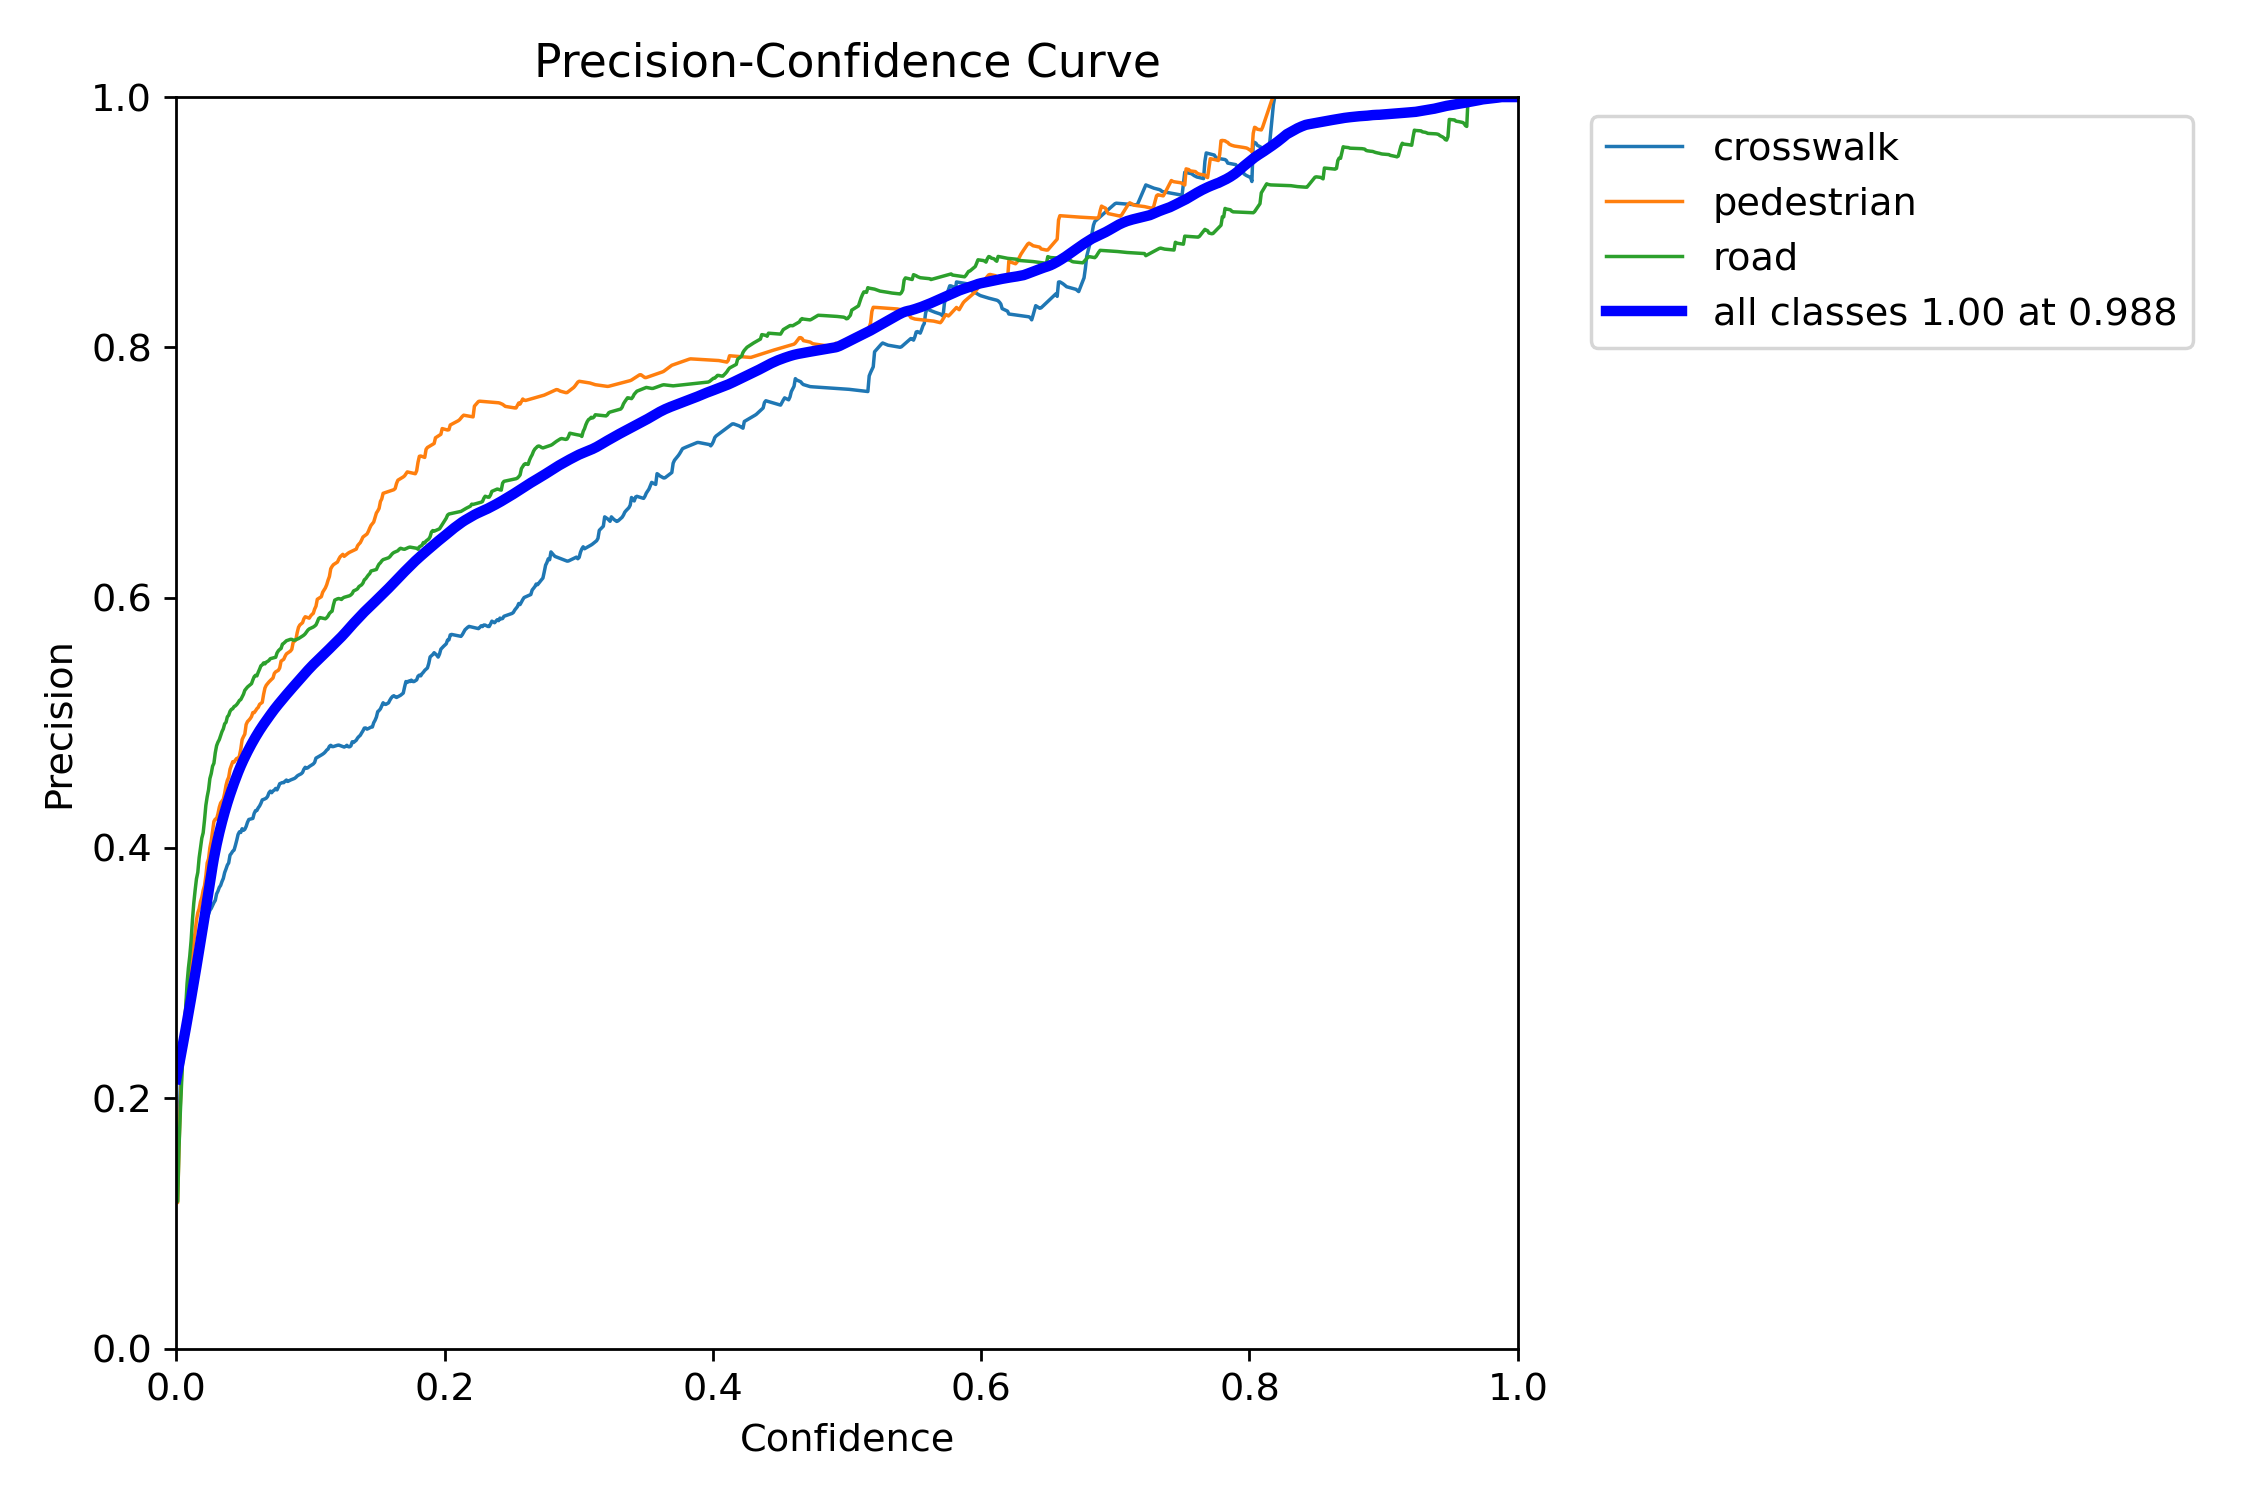 Precision-Confidence Curve
1.0
0.8
0.6
0.4
0.2
0.0
Precision
0.0 0.2 0.4 0.6 0.8 1.0
Confidence
crosswalk
pedestrian
road
all classes 1.00 at 0.988